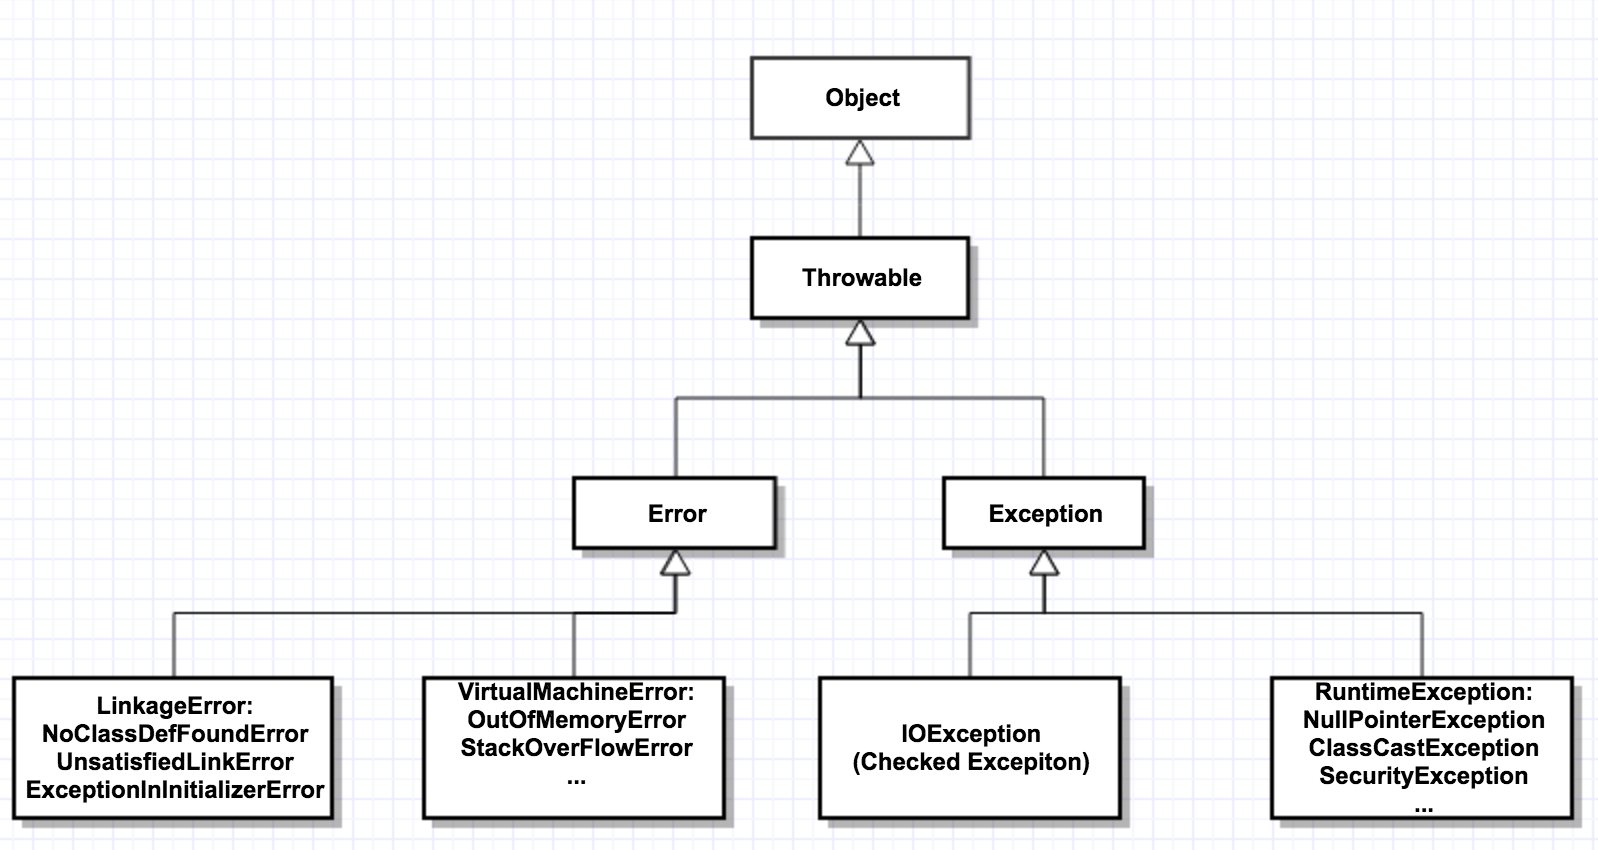 Object
Throwable
Error
Exception
LinkageError:
NoClassDefFoundError
UnsatisfiedLinkError
ExceptionInInitializerError
VirtualMachineError:
OutOfMemoryError
StackOverFlowError
...
IOException
(Checked Excepiton)
RuntimeException:
NullPointerException
ClassCastException
SecurityException
...